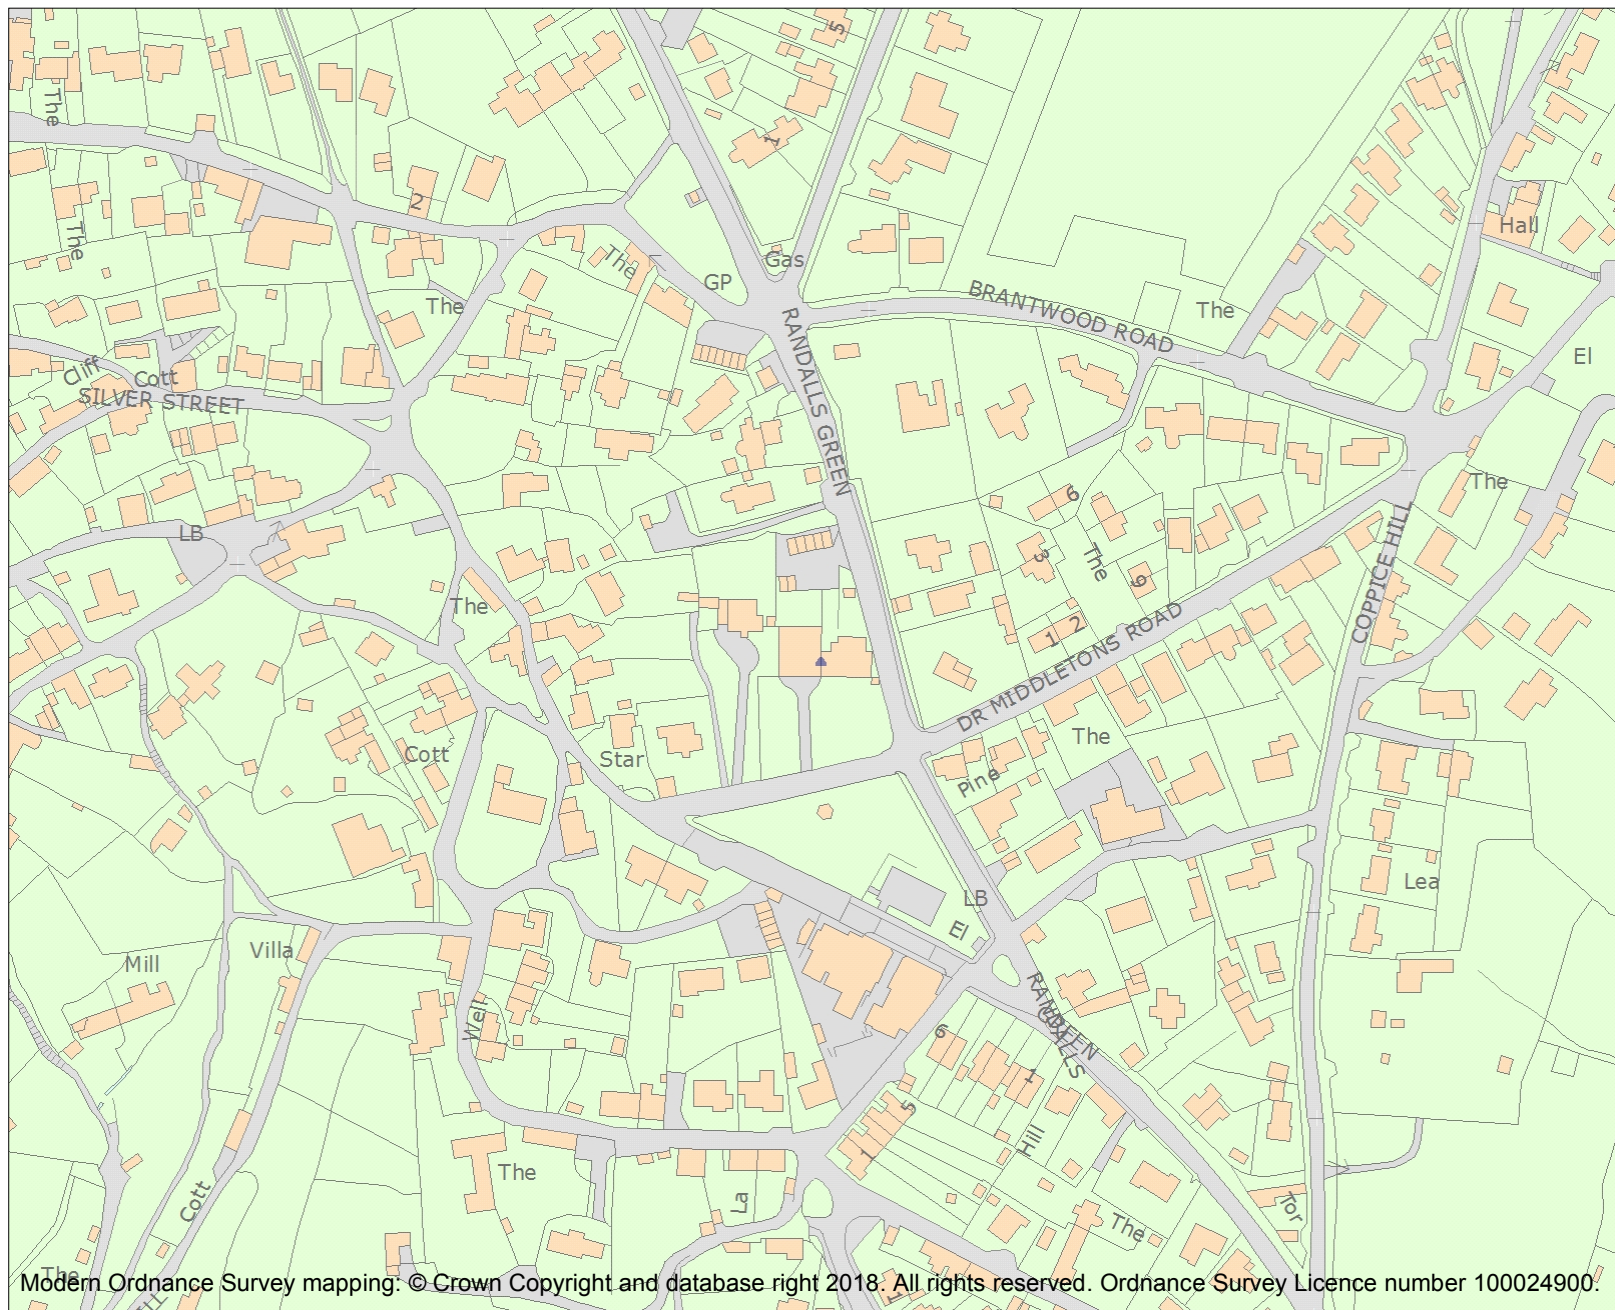 5
The
1
2
The
The
Hall
Gas
GP
The
BRANTWOOD ROAD
The
RANDALLS GREEN
El
Cliff
Cott
SILVER STREET
The
6
LB
3
The
9
COPPICE HILL
The
1 2
DR MIDDLETONS ROAD
The
Cott
Star
Pine
Lea
LB
El
Villa
Mill
Well
RANDALLS
GREEN
6
1
5
Hill
1
The
La
Cott
Tor
The
The
Modern Ordnance Survey mapping: © Crown Copyright and database right 2018. All rights reserved. Ordnance Survey Licence number 100024900.